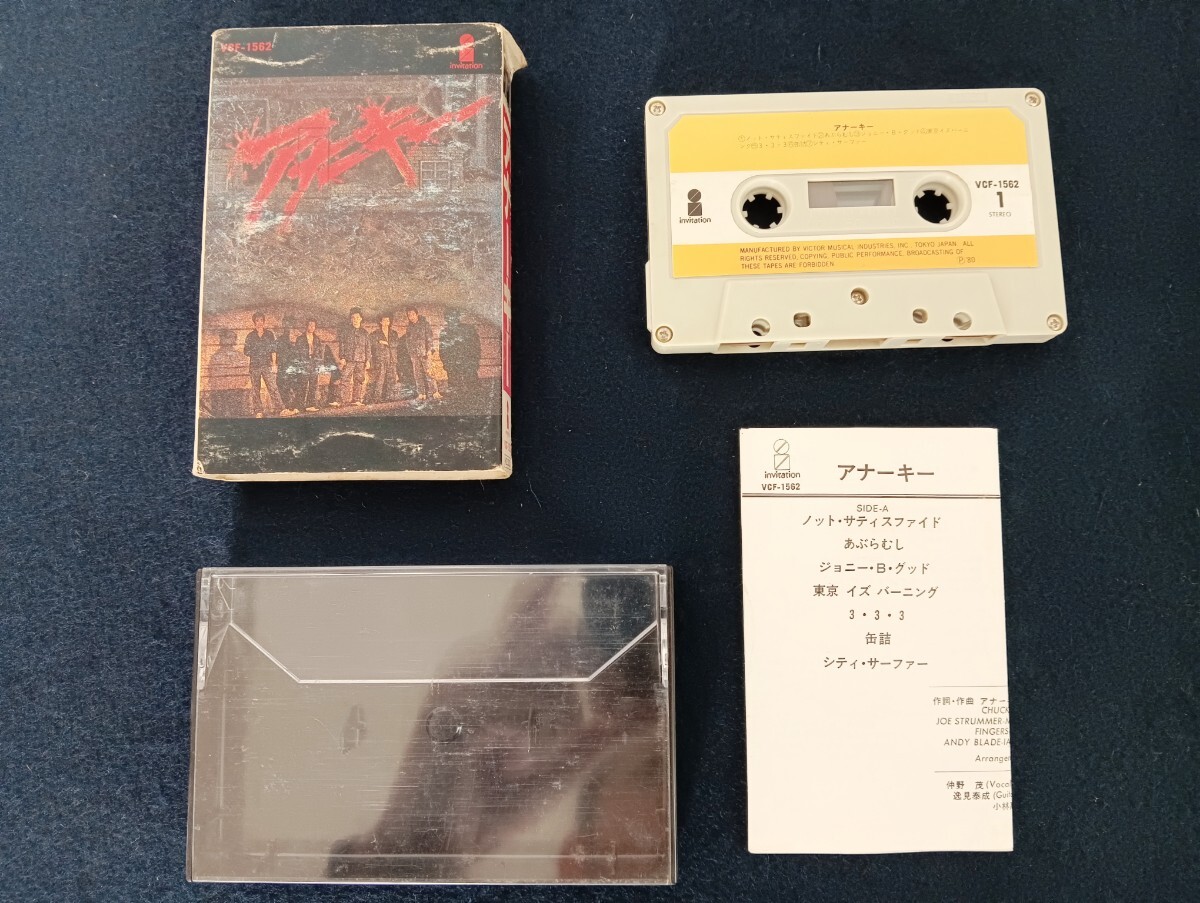 VCF-1562
invitation
アナーキー
アナーキー
invitation
VCF-1562
1
STEREO
MANUFACTURED BY VICTOR MUSICAL INDUSTRIES, INC., TOKYO JAPAN. ALL
RIGHTS RESERVED; COPYING, PUBLIC PERFORMANCE, BROADCASTING OF
THESE TAPES ARE FORBIDDEN.
Ⓟ'80
invitation
VCF-1562
アナーキー
SIDE-A
ノット・サティスファイド
あぶらむし
ジョニー・B・グッド
東京 イズ バーニング
3・3・3
缶詰
シティ・サーファー
作詞・作曲 アナー
CHUCK
JOE STRUMMER-M
FINGERS
ANDY BLADE-IA
Arrange
仲野 茂 (Voca
逸見泰成 (Guit
小林